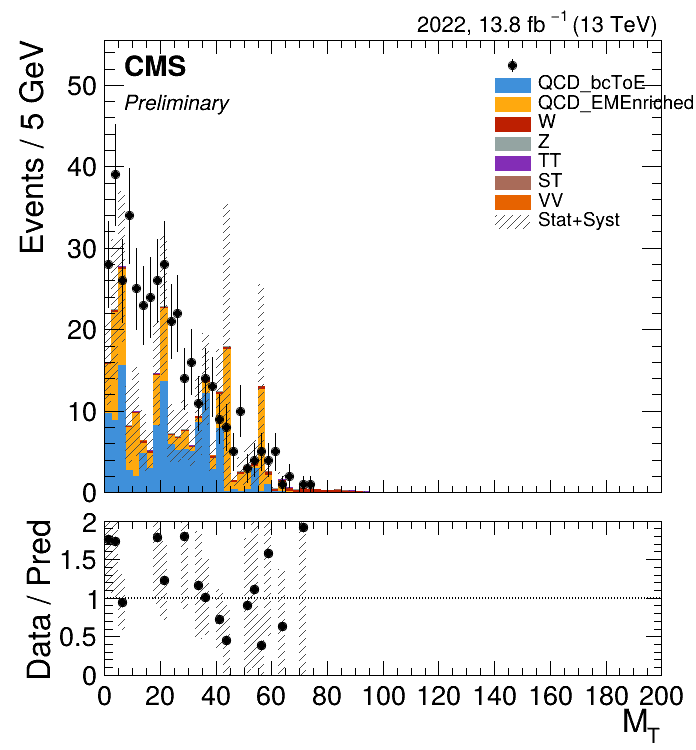 2022, 13.8 fb⁻¹ (13 TeV)
Events / 5 GeV
CMS
Preliminary
QCD_bcToE
QCD_EMEnriched
W
Z
TT
ST
VV
Stat+Syst
50
40
30
20
10
0
Data / Pred
2
1.5
1
0.5
0
0 20 40 60 80 100 120 140 160 180 200
M_T